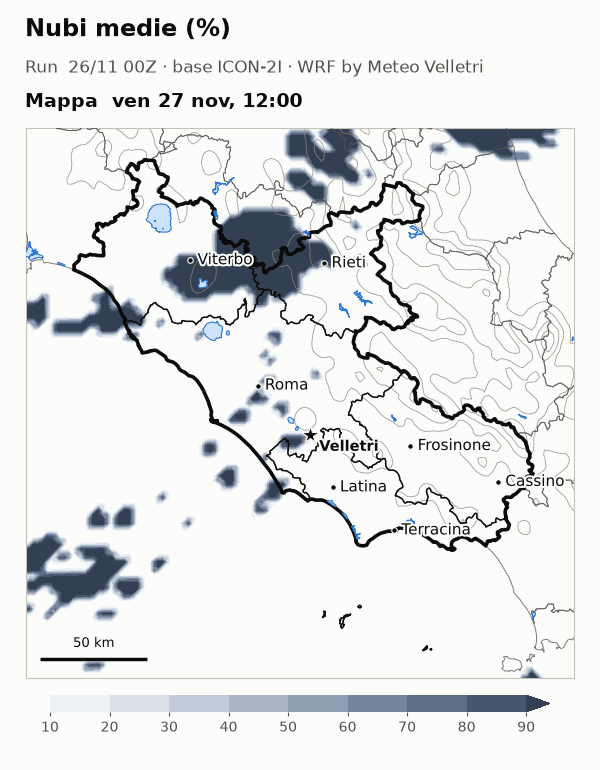 Nubi medie (%)
Run  26/11 00Z · base ICON-2I · WRF by Meteo Velletri
Mappa  ven 27 nov, 12:00
Viterbo
Rieti
Roma
Velletri
Frosinone
Cassino
Latina
Terracina
50 km
10 20 30 40 50 60 70 80 90